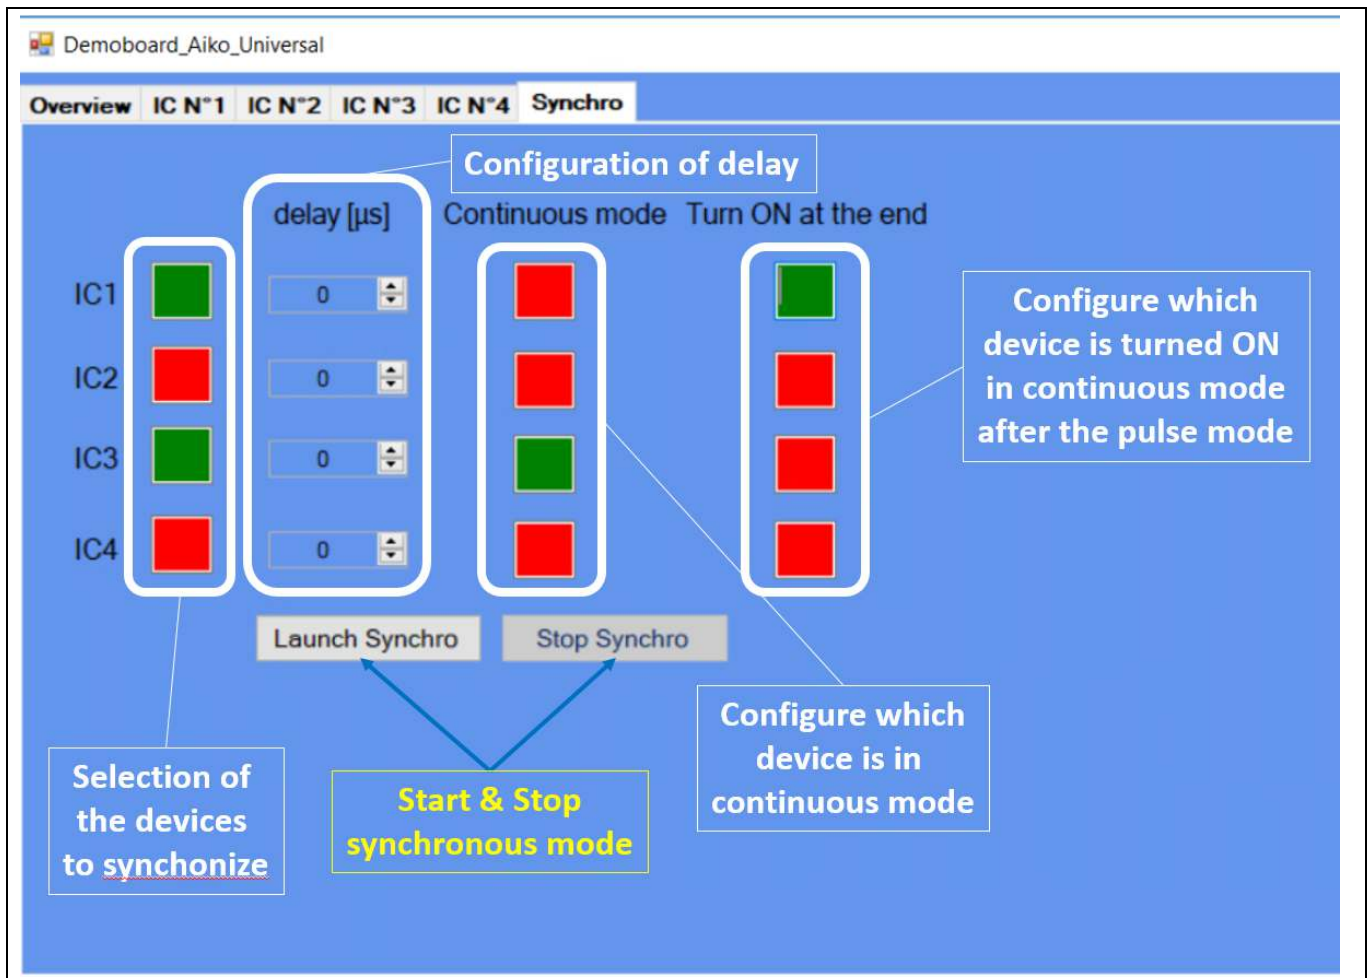 Demoboard_Aiko_Universal
Overview IC N°1 IC N°2 IC N°3 IC N°4 Synchro
Configuration of delay
delay [µs] Continuous mode Turn ON at the end
IC1 0
IC2 0
IC3 0
IC4 0
Configure which
device is turned ON
in continuous mode
after the pulse mode
Launch Synchro Stop Synchro
Configure which
device is in
continuous mode
Selection of
the devices
to synchonize
Start & Stop
synchronous mode